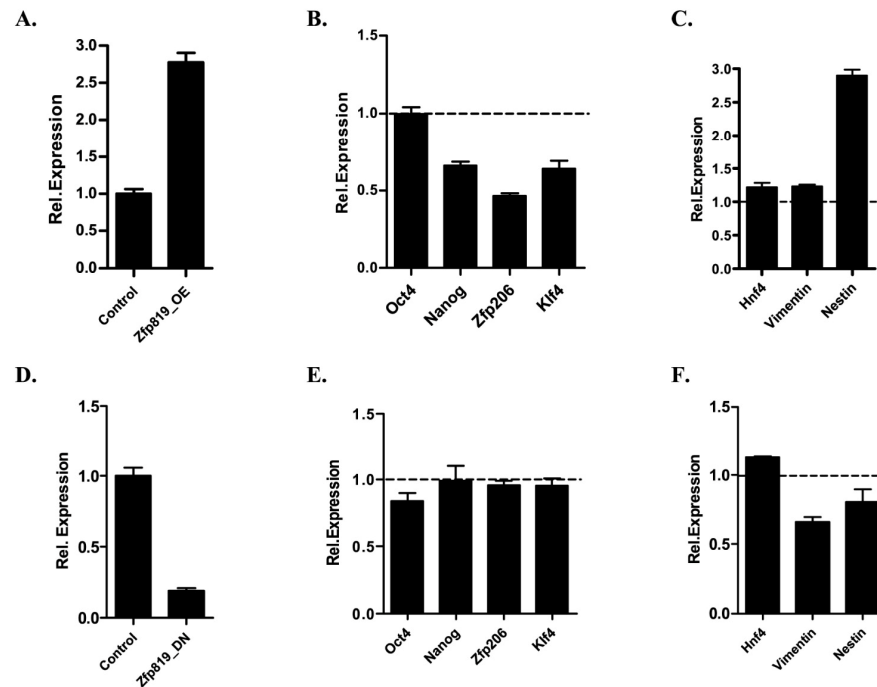 A.
Rel.Expression
3.0
2.5
2.0
1.5
1.0
0.5
0.0
Control
Zfp819_OE
B.
Rel.Expression
1.5
1.0
0.5
0.0
Oct4
Nanog
Zfp206
Klf4
C.
Rel.Expression
3.0
2.5
2.0
1.5
1.0
0.5
0.0
Hnf4
Vimentin
Nestin
D.
Rel. Expression
1.5
1.0
0.5
0.0
Control
Zfp819_DN
E.
Rel.Expression
1.5
1.0
0.5
0.0
Oct4
Nanog
Zfp206
Klf4
F.
Rel.Expression
1.5
1.0
0.5
0.0
Hnf4
Vimentin
Nestin